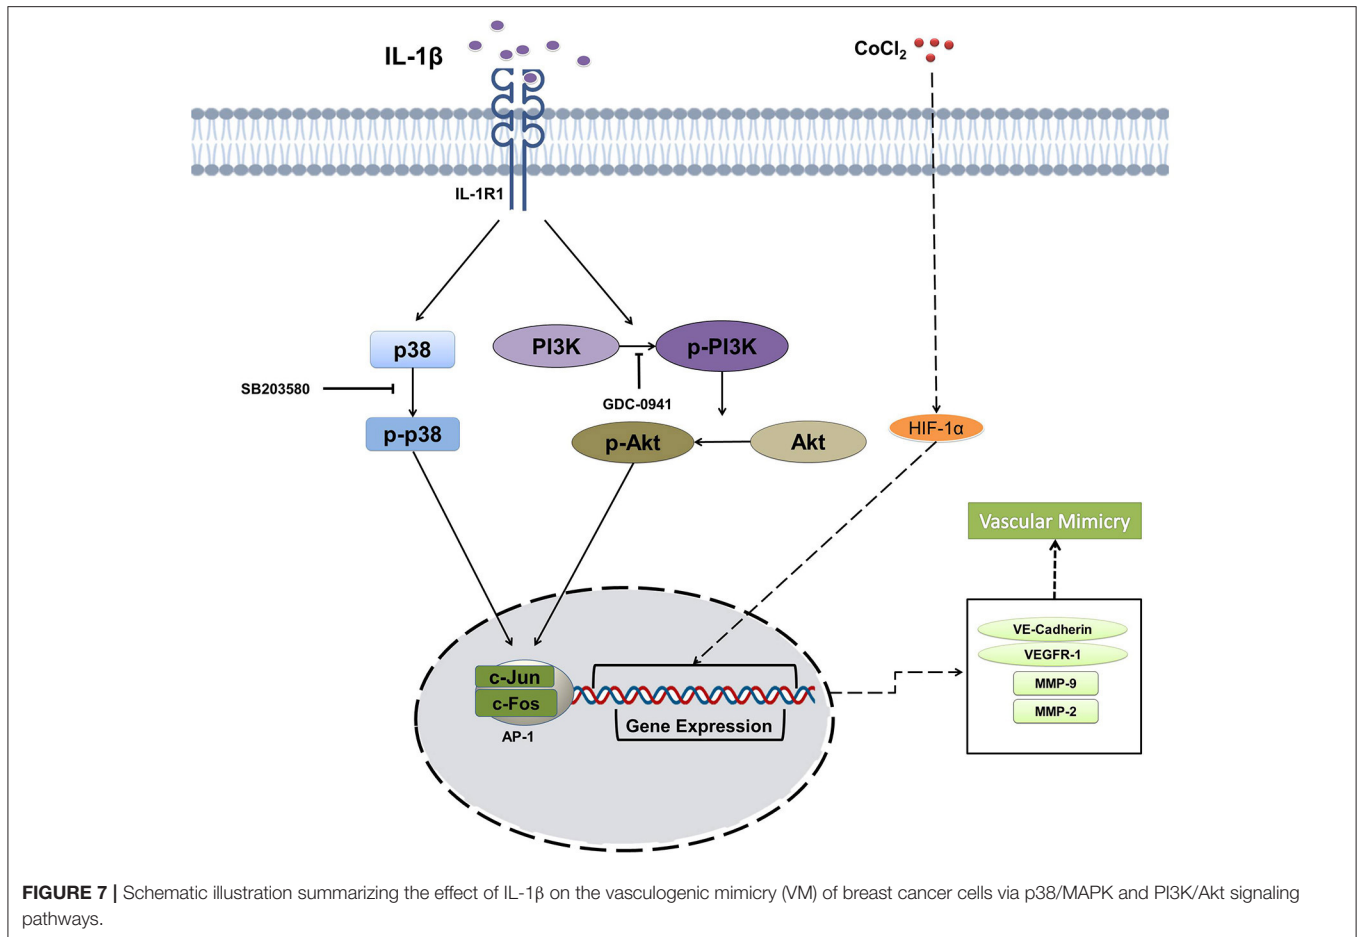 IL-1β
CoCl₂
IL-1R1
p38
PI3K
p-PI3K
SB203580
GDC-0941
p-p38
p-Akt
Akt
HIF-1α
Vascular Mimicry
VE-Cadherin
VEGFR-1
MMP-9
MMP-2
c-Jun
c-Fos
Gene Expression
AP-1
FIGURE 7 | Schematic illustration summarizing the effect of IL-1β on the vasculogenic mimicry (VM) of breast cancer cells via p38/MAPK and PI3K/Akt signaling
pathways.